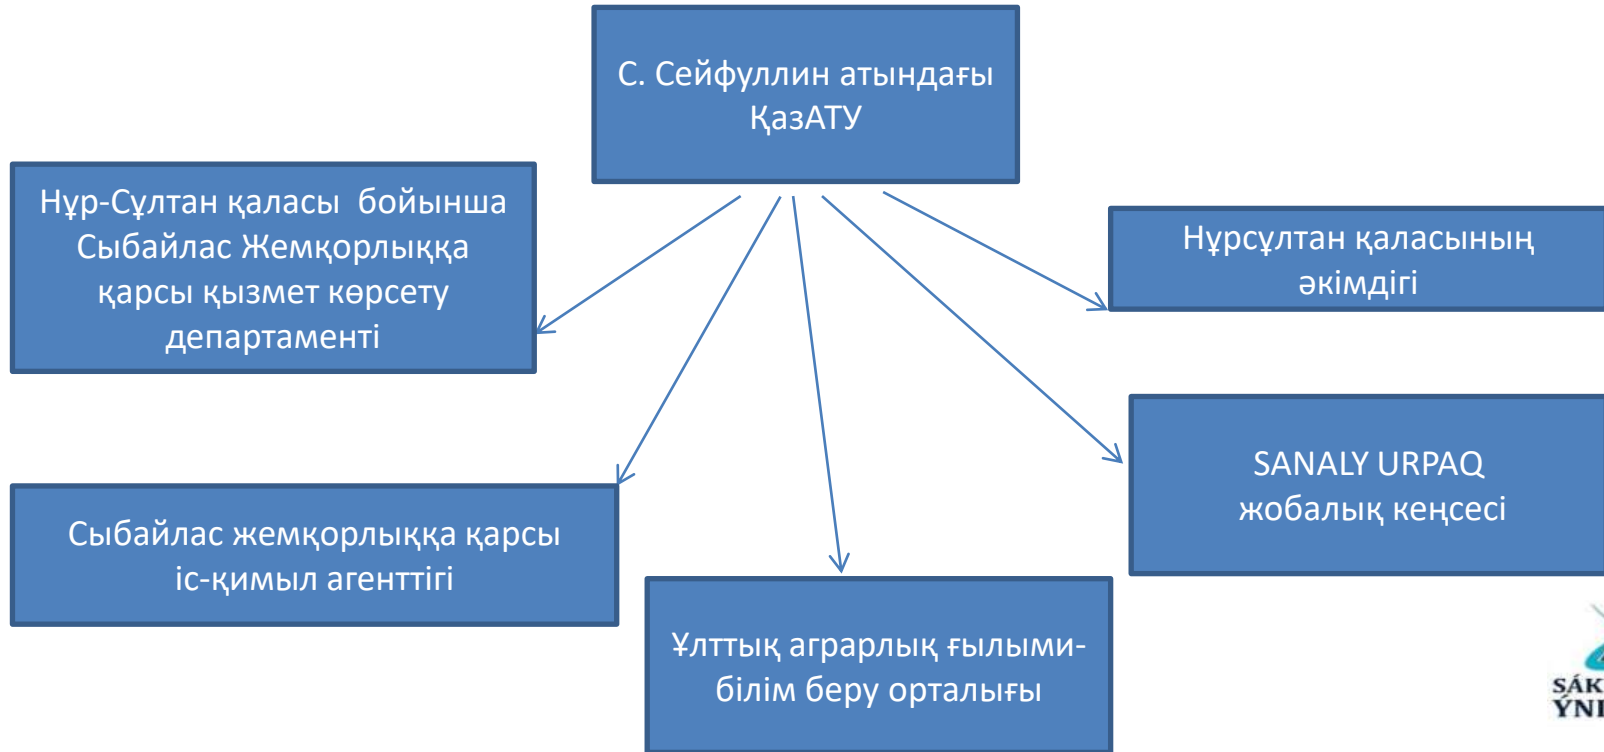 С. Сейфуллин атындағы
ҚазАТУ
Нұр-Сұлтан қаласы бойынша
Сыбайлас Жемқорлыққа
қарсы қызмет көрсету
департаменті
Нұрсұлтан қаласының
әкімдігі
SANALY URPAQ
жобалық кеңсесі
Сыбайлас жемқорлыққа қарсы
іс-қимыл агенттігі
Ұлттық аграрлық ғылыми-
білім беру орталығы